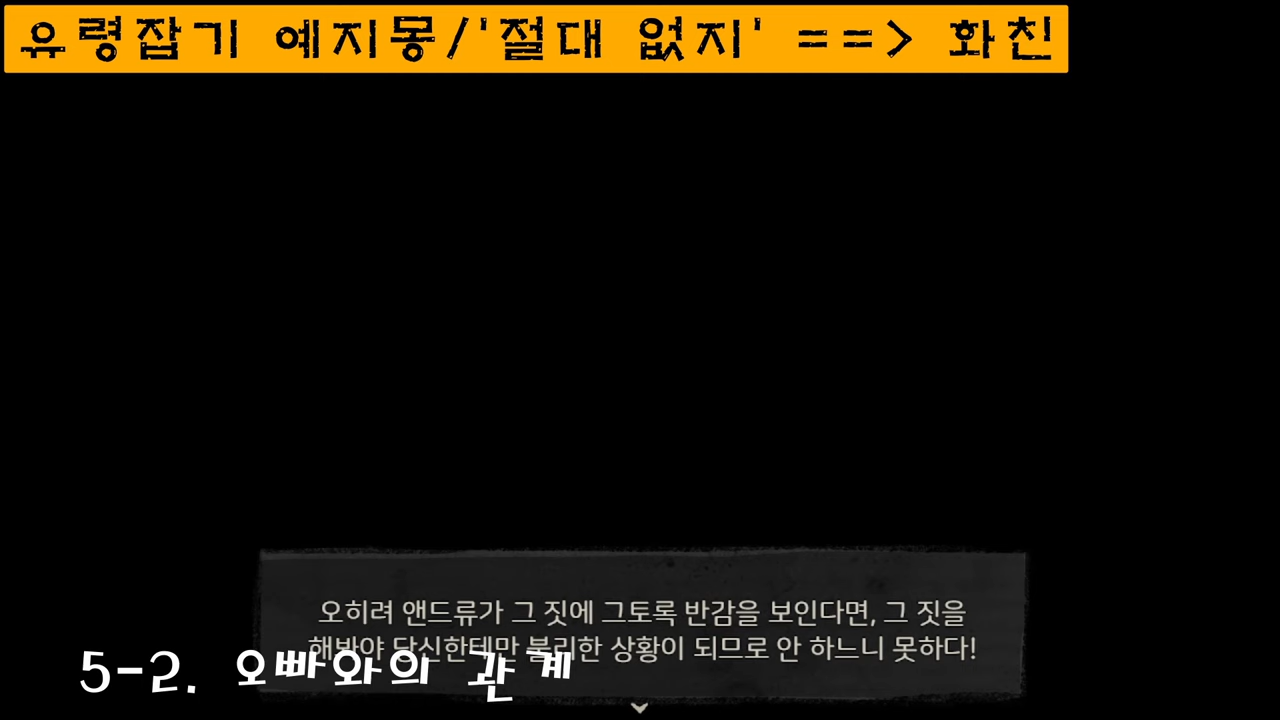 유령잡기 예지몽/'절대 없지' ==> 화친
오히려 앤드류가 그 짓에 그토록 반감을 보인다면, 그 짓을
해봐야 당신한테만 불리한 상황이 되므로 안 하느니 못하다!
5-2. 오빠와의 관계